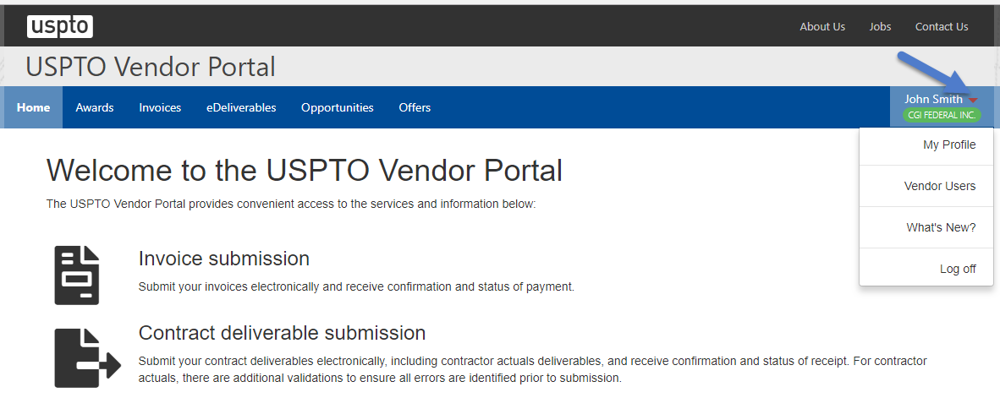 uspto
About Us Jobs Contact Us
USPTO Vendor Portal
Home Awards Invoices eDeliverables Opportunities Offers John Smith
CGI FEDERAL INC.
My Profile
Vendor Users
What's New?
Log off
Welcome to the USPTO Vendor Portal
The USPTO Vendor Portal provides convenient access to the services and information below:
Invoice submission
Submit your invoices electronically and receive confirmation and status of payment.
Contract deliverable submission
Submit your contract deliverables electronically, including contractor actuals deliverables, and receive confirmation and status of receipt. For contractor
actuals, there are additional validations to ensure all errors are identified prior to submission.